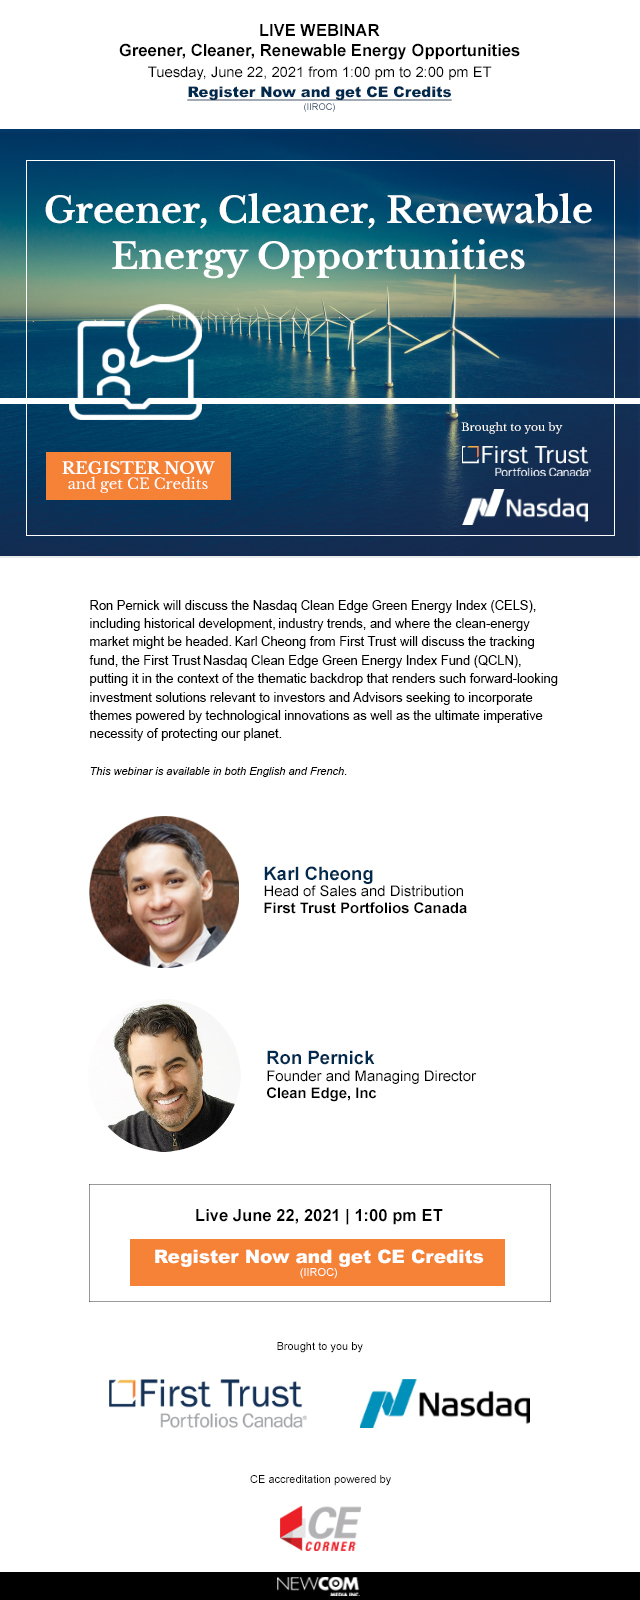 LIVE WEBINAR
Greener, Cleaner, Renewable Energy Opportunities
Tuesday, June 22, 2021 from 1:00 pm to 2:00 pm ET
Register Now and get CE Credits
(IIROC)
Greener, Cleaner, Renewable
Energy Opportunities
Brought to you by
First Trust
Portfolios Canada®
Nasdaq
REGISTER NOW
and get CE Credits
Ron Pernick will discuss the Nasdaq Clean Edge Green Energy Index (CELS),
including historical development, industry trends, and where the clean-energy
market might be headed. Karl Cheong from First Trust will discuss the tracking
fund, the First Trust Nasdaq Clean Edge Green Energy Index Fund (QCLN),
putting it in the context of the thematic backdrop that renders such forward-looking
investment solutions relevant to investors and Advisors seeking to incorporate
themes powered by technological innovations as well as the ultimate imperative
necessity of protecting our planet.
This webinar is available in both English and French.
Karl Cheong
Head of Sales and Distribution
First Trust Portfolios Canada
Ron Pernick
Founder and Managing Director
Clean Edge, Inc
Live June 22, 2021 | 1:00 pm ET
Register Now and get CE Credits
(IIROC)
Brought to you by
First Trust
Portfolios Canada®
Nasdaq
CE accreditation powered by
CE
CORNER
NEWCOM
MEDIA INC.